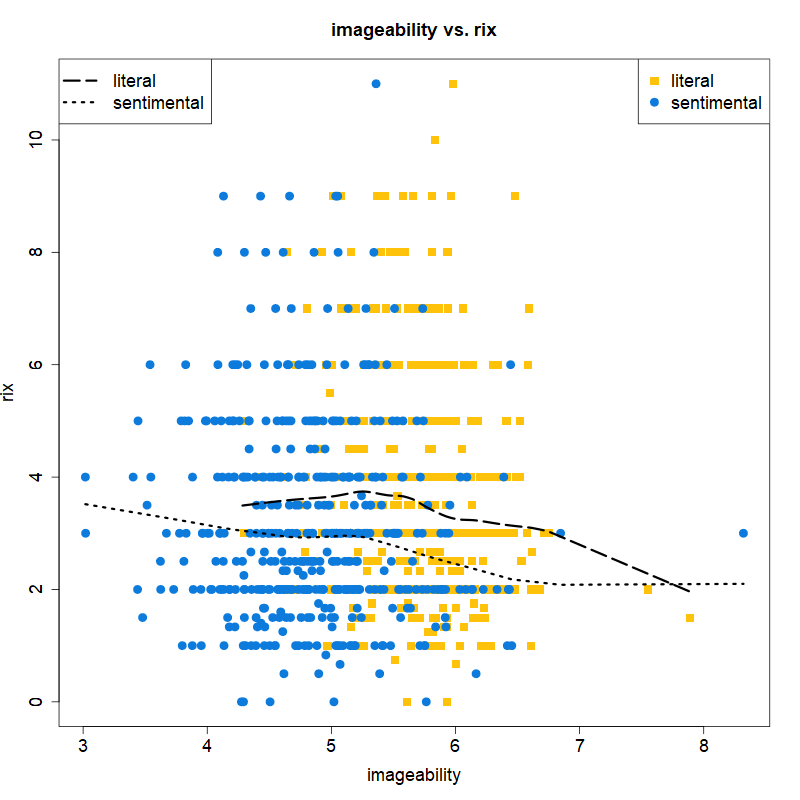 imageability vs. rix
literal
sentimental
literal
sentimental
rix
10
8
6
4
2
0
3 4 5 6 7 8
imageability